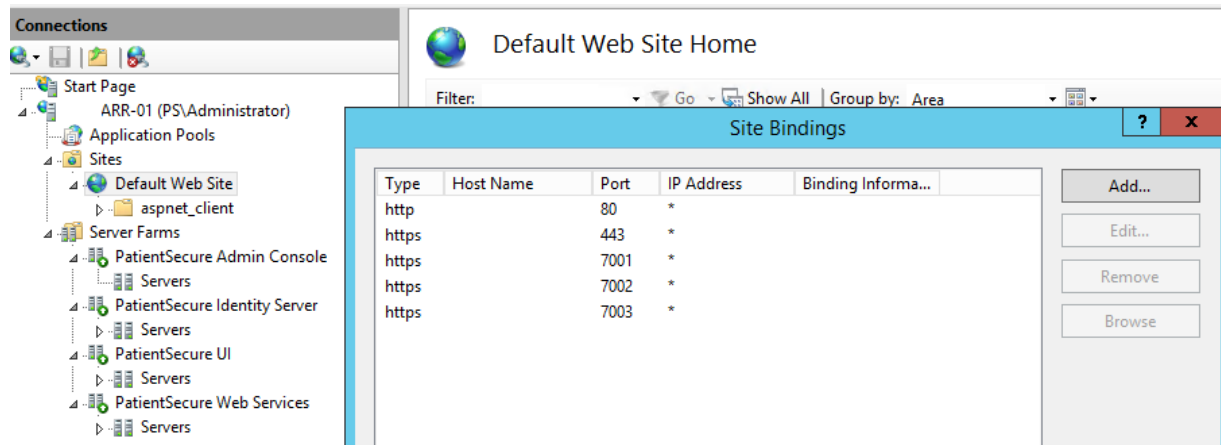 Connections
Start Page
ARR-01 (PS\Administrator)
Application Pools
Sites
Default Web Site
aspnet_client
Server Farms
PatientSecure Admin Console
Servers
PatientSecure Identity Server
Servers
PatientSecure UI
Servers
PatientSecure Web Services
Servers
Default Web Site Home
Filter: Go Show All Group by: Area
Site Bindings ? x
Type Host Name Port IP Address Binding Informa...
http 80 *
https 443 *
https 7001 *
https 7002 *
https 7003 *
Add...
Edit...
Remove
Browse